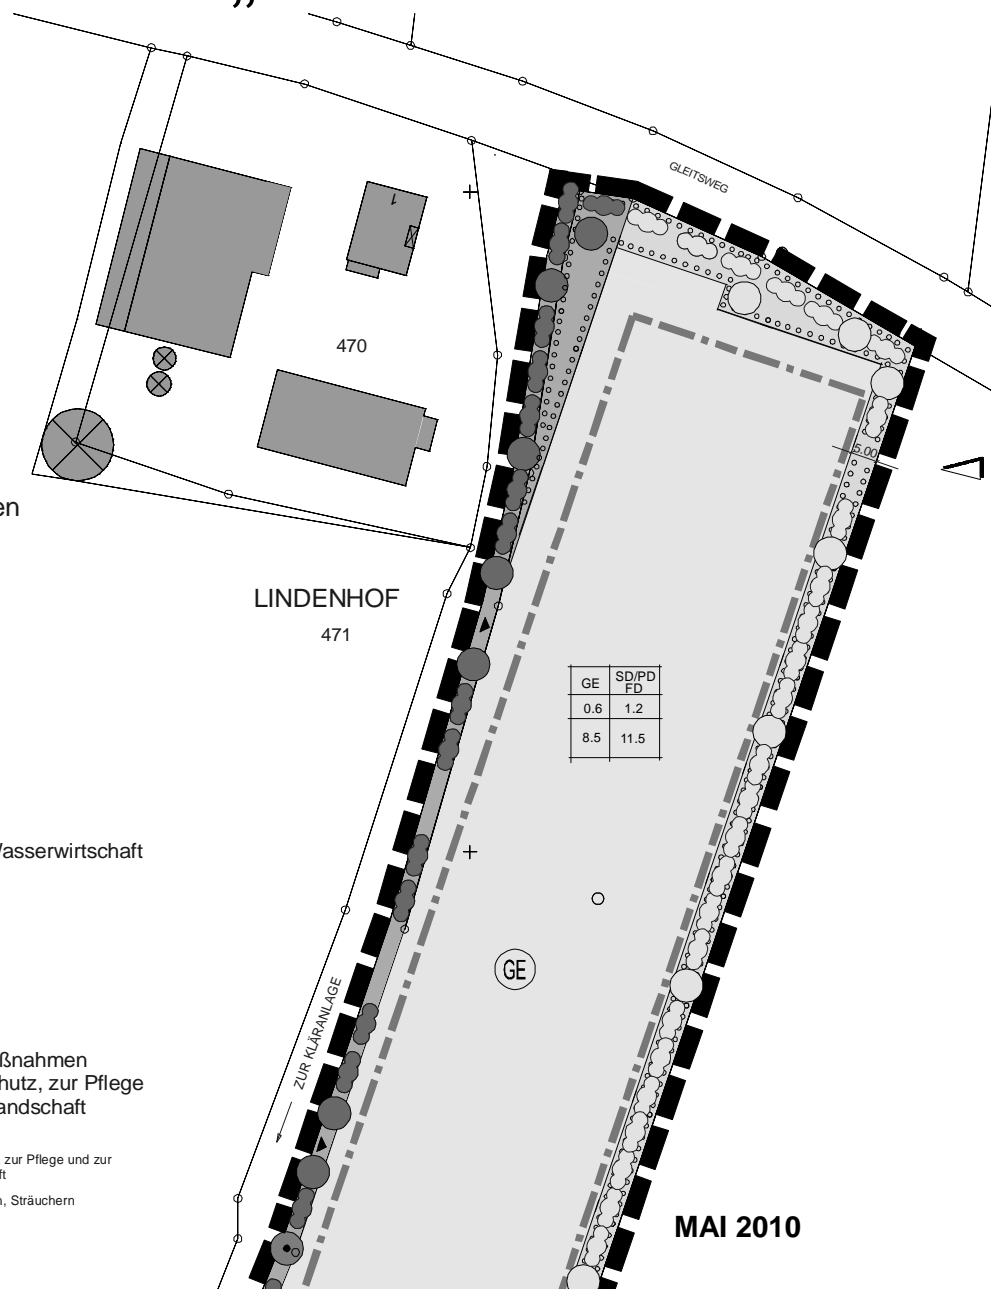 „
GLEITSWEG
1
470
5.00
en
LINDENHOF
471
GE SD/PD FD
0.6 1.2
8.5 11.5
Wasserwirtschaft
GE
ZUR KLÄRANLAGE
ßnahmen
hutz, zur Pflege
andschaft
zur Pflege und zur
ft
n, Sträuchern
MAI 2010